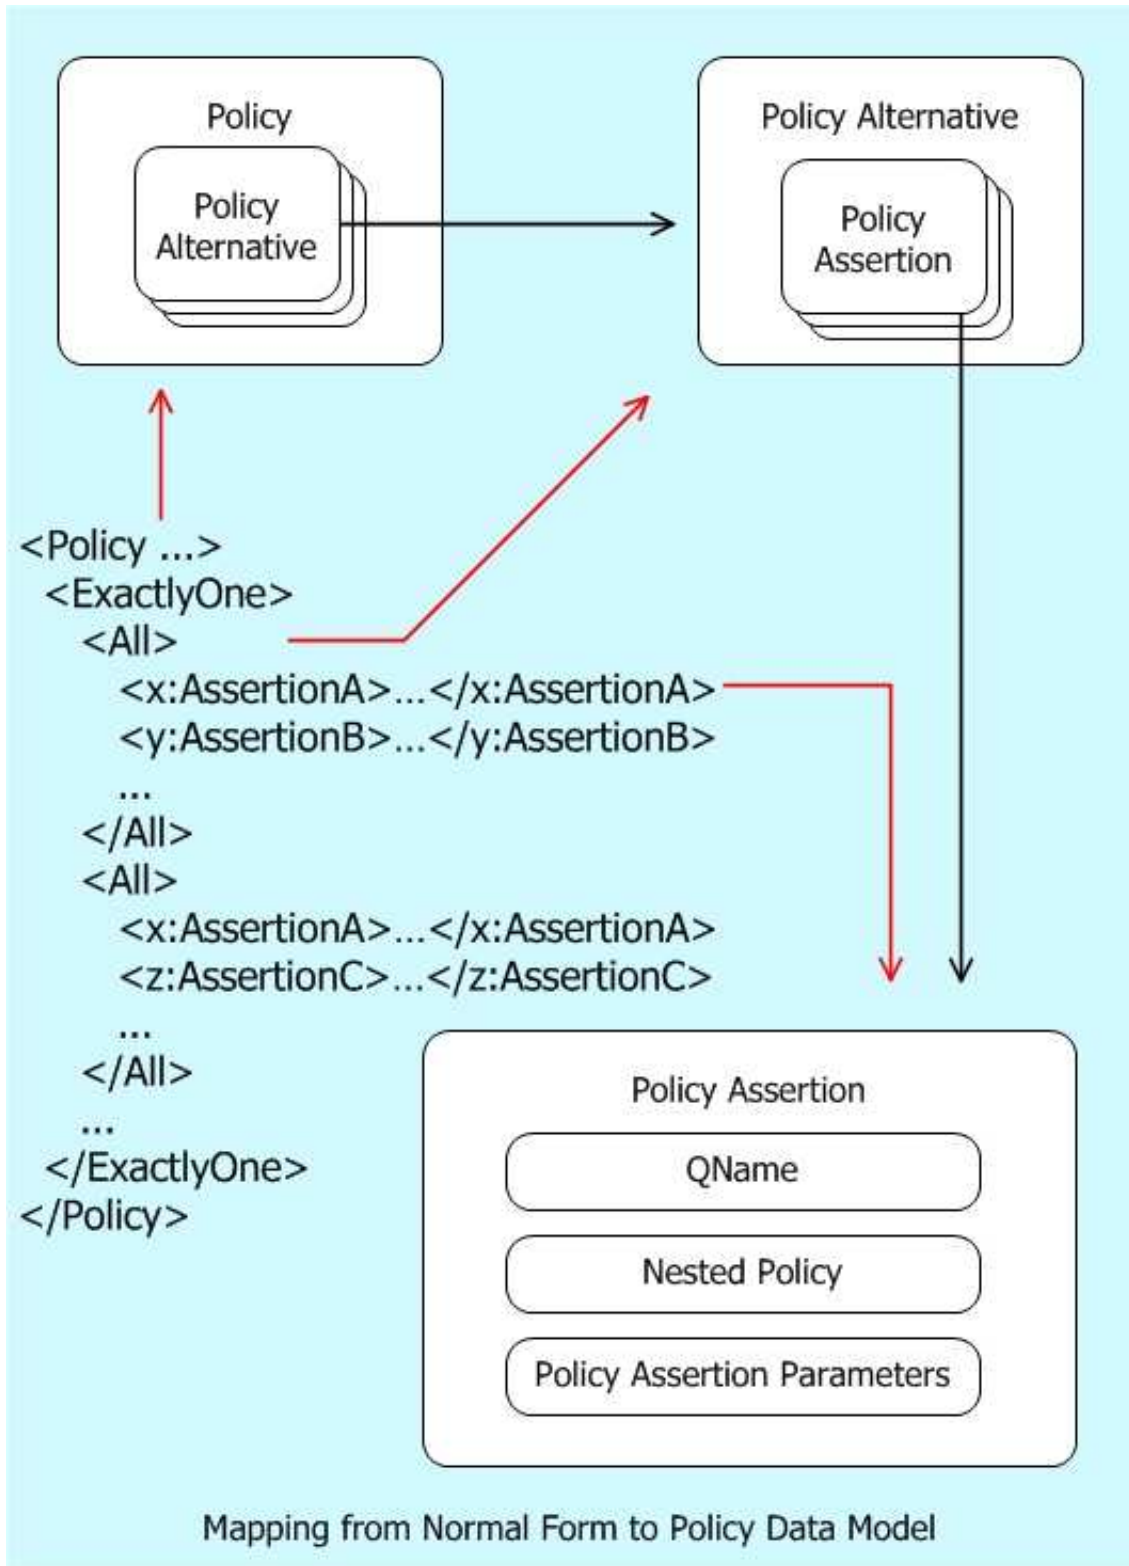 Policy
Policy
Alternative
Policy Alternative
Policy
Assertion
<Policy ...>
<ExactlyOne>
<All>
<x:AssertionA>...</x:AssertionA>
<y:AssertionB>...</y:AssertionB>
...
</All>
<All>
<x:AssertionA>...</x:AssertionA>
<z:AssertionC>...</z:AssertionC>
...
</All>
...
</ExactlyOne>
</Policy>
Policy Assertion
QName
Nested Policy
Policy Assertion Parameters
Mapping from Normal Form to Policy Data Model